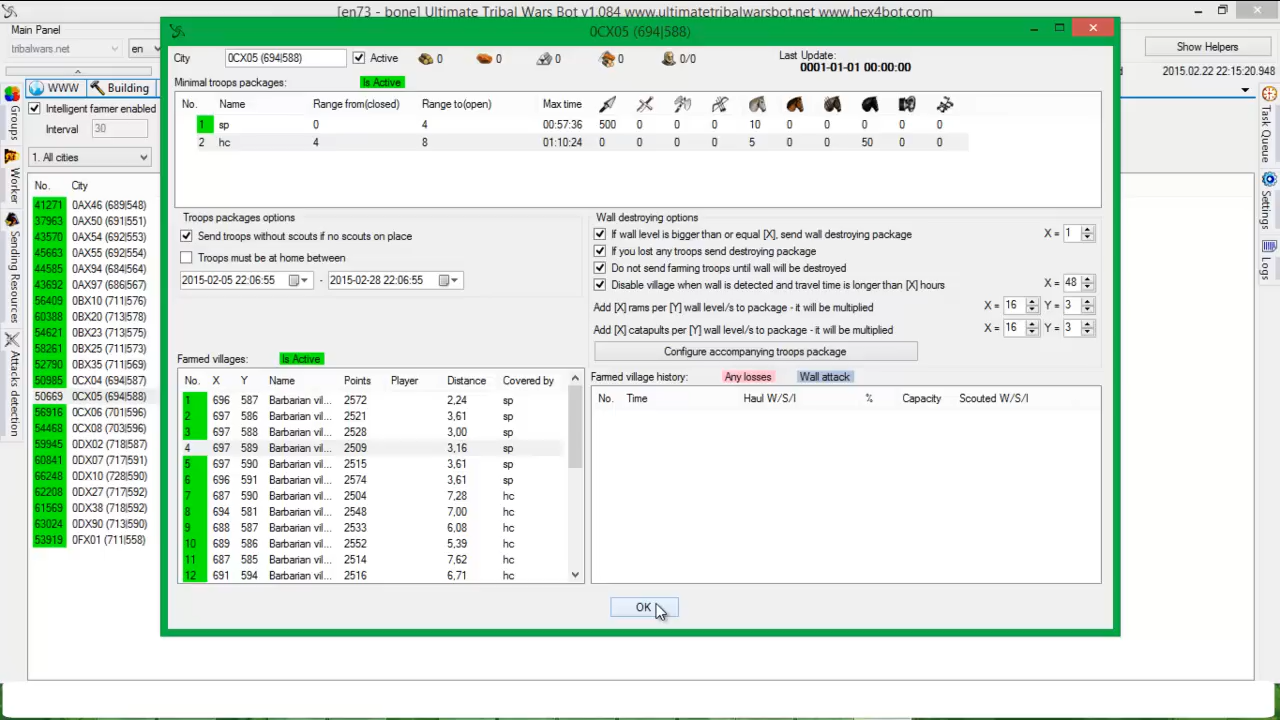 [en73 - bone] Ultimate Tribal Wars Bot v1.084 www.ultimatetribalwarsbot.net www.hex4bot.com
Main Panel
tribalwars.net en
Show Helpers
2015.02.22 22:15:20.948
WWW Building
Intelligent farmer enabled
Interval 30
1. All cities
No. City
41271 0AX46 (689|548)
37963 0AX50 (691|551)
43570 0AX54 (692|553)
45663 0AX55 (692|549)
44585 0AX94 (684|564)
43692 0AX97 (686|567)
56409 0BX10 (711|576)
60388 0BX20 (713|578)
54621 0BX23 (713|575)
58261 0BX25 (711|573)
52790 0BX35 (711|569)
50985 0CX04 (694|587)
50669 0CX05 (694|588)
56916 0CX06 (701|596)
54468 0CX08 (703|596)
59945 0DX02 (718|587)
60841 0DX07 (717|591)
66248 0DX10 (728|590)
62208 0DX27 (717|592)
61569 0DX38 (718|592)
63024 0DX90 (713|590)
53919 0FX01 (711|558)
Groups
Worker
Sending Resources
Attacks detection
Task Queue
Settings
Logs
0CX05 (694|588)
City 0CX05 (694|588) Active 0 0 0 0 0/0
Last Update:
0001-01-01 00:00:00
Minimal troops packages: Is Active
No. Name Range from(closed) Range to(open) Max time
1 sp 0 4 00:57:36 500 0 0 0 10 0 0 0 0 0
2 hc 4 8 01:10:24 0 0 0 0 5 0 0 50 0 0
Troops packages options
Send troops without scouts if no scouts on place
Troops must be at home between
2015-02-05 22:06:55 - 2015-02-28 22:06:55
Wall destroying options
If wall level is bigger than or equal [X], send wall destroying package X = 1
If you lost any troops send destroying package
Do not send farming troops until wall will be destroyed
Disable village when wall is detected and travel time is longer than [X] hours X = 48
Add [X] rams per [Y] wall level/s to package - it will be multiplied X = 16 Y = 3
Add [X] catapults per [Y] wall level/s to package - it will be multiplied X = 16 Y = 3
Configure accompanying troops package
Farmed villages: Is Active
No. X Y Name Points Player Distance Covered by
1 696 587 Barbarian vil... 2572 2,24 sp
2 697 586 Barbarian vil... 2521 3,61 sp
3 697 588 Barbarian vil... 2528 3,00 sp
4 697 589 Barbarian vil... 2509 3,16 sp
5 697 590 Barbarian vil... 2515 3,61 sp
6 696 591 Barbarian vil... 2574 3,61 sp
7 687 590 Barbarian vil... 2504 7,28 hc
8 694 581 Barbarian vil... 2548 7,00 hc
9 688 587 Barbarian vil... 2533 6,08 hc
10 689 586 Barbarian vil... 2552 5,39 hc
11 687 585 Barbarian vil... 2514 7,62 hc
12 691 594 Barbarian vil... 2516 6,71 hc
Farmed village history: Any losses Wall attack
No. Time Haul W/S/I % Capacity Scouted W/S/I
OK